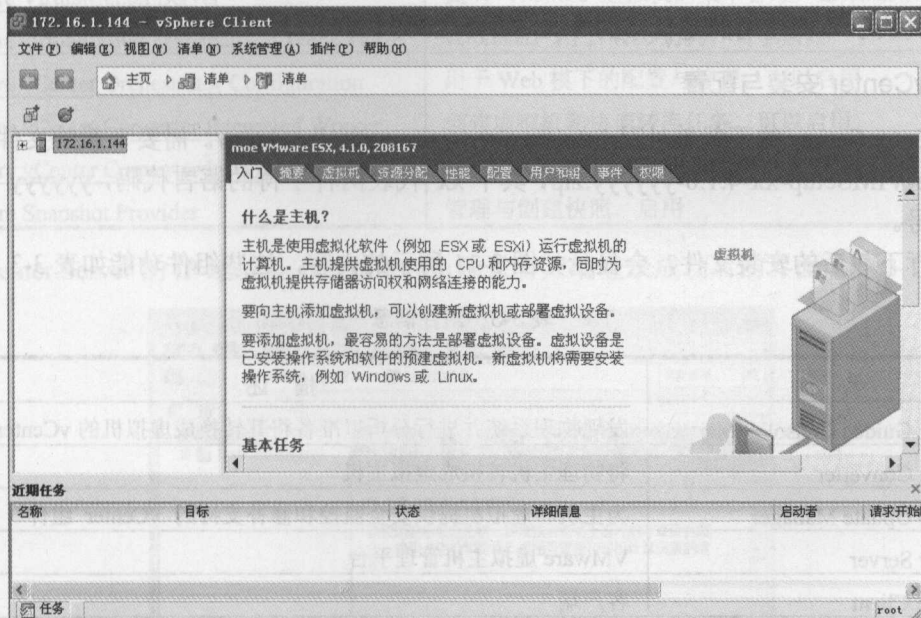 172.16.1.144 - vSphere Client
文件(F) 编辑(E) 视图(V) 清单(N) 系统管理(A) 插件(P) 帮助(H)
主页 清单 清单
172.16.1.144
moe VMware ESX, 4.1.0, 208167
入门 摘要 虚拟机 资源分配 性能 配置 用户和组 事件 权限
什么是主机?
主机是使用虚拟化软件(例如 ESX 或 ESXi)运行虚拟机的
计算机。主机提供虚拟机使用的 CPU 和内存资源,同时为
虚拟机提供存储器访问权和网络连接的能力。
要向主机添加虚拟机,可以创建新虚拟机或部署虚拟设备。
要添加虚拟机,最容易的方法是部署虚拟设备。虚拟设备是
已安装操作系统和软件的预建虚拟机。新虚拟机将需要安装
操作系统,例如 Windows 或 Linux。
虚拟机
基本任务
近期任务
名称 目标 状态 详细信息 启动者 请求开始
任务
root